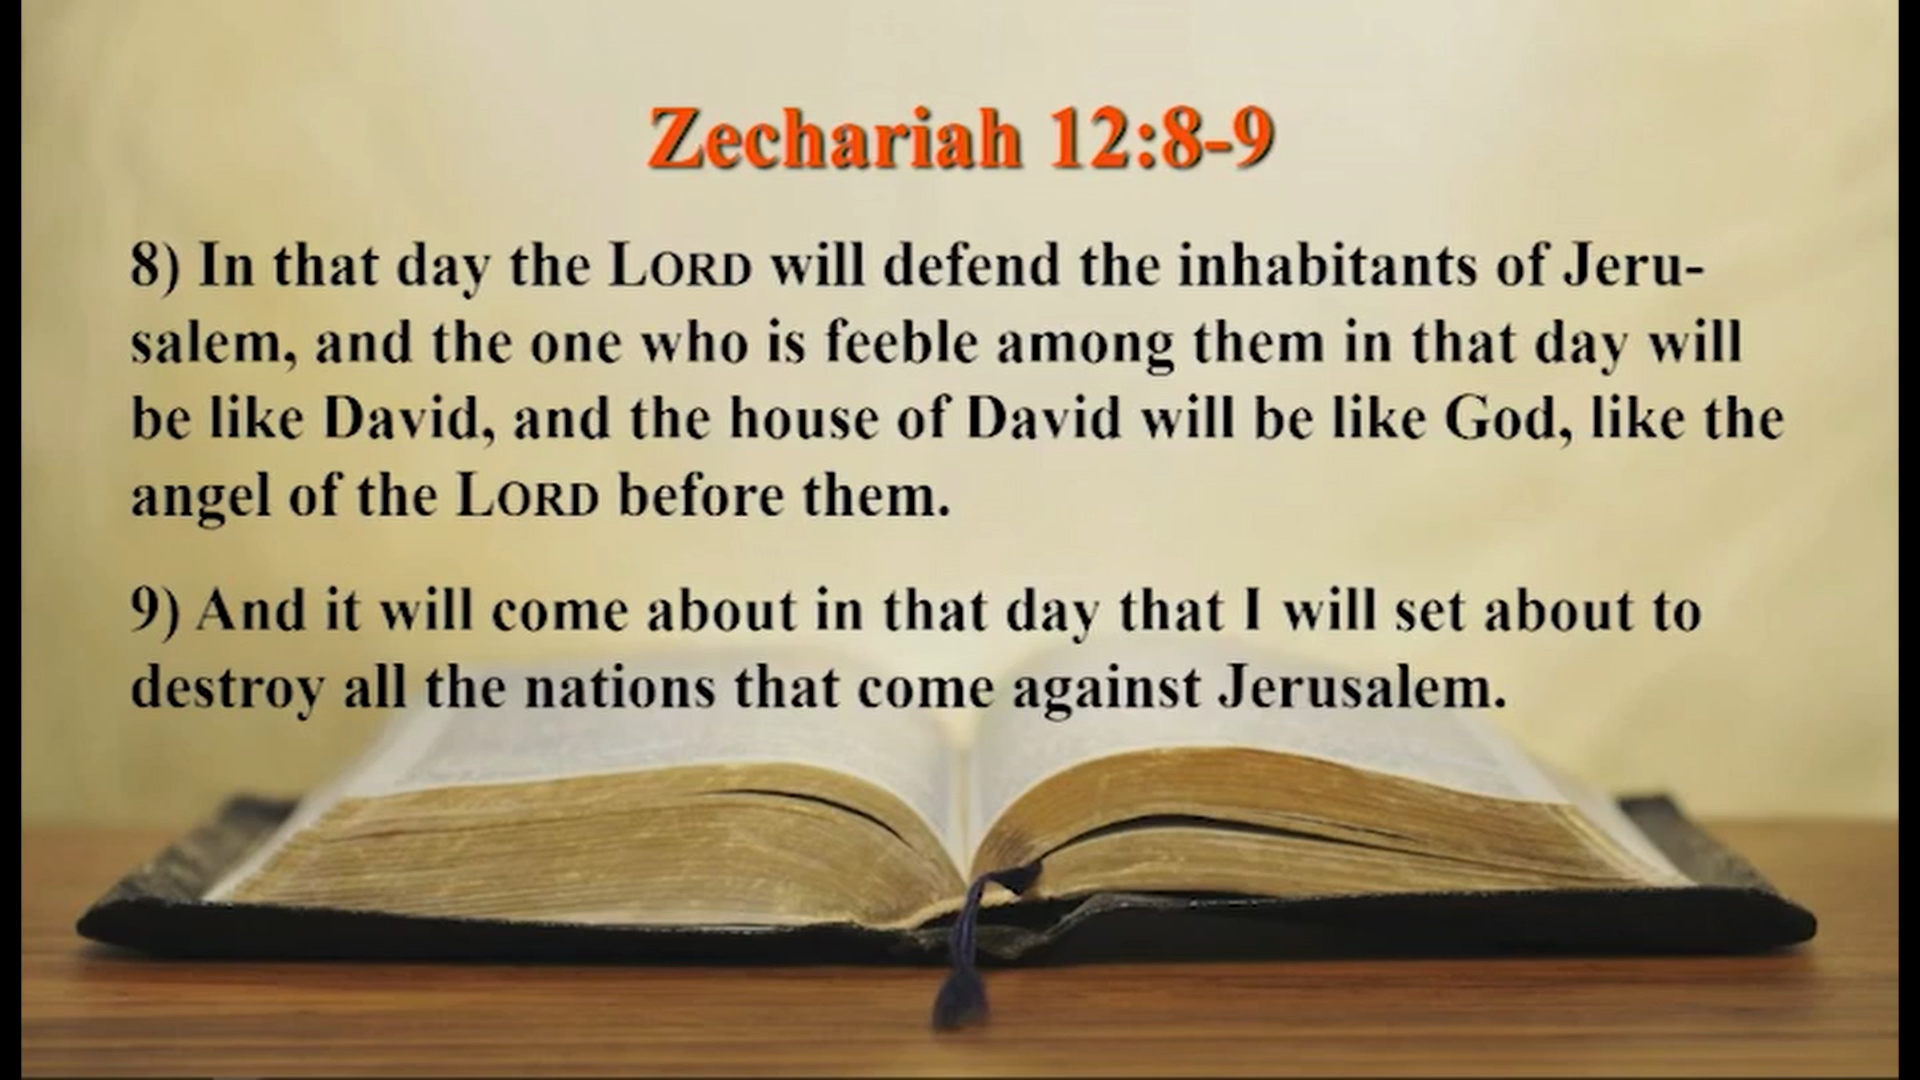 Zechariah 12:8-9
8) In that day the LORD will defend the inhabitants of Jeru-
salem, and the one who is feeble among them in that day will
be like David, and the house of David will be like God, like the
angel of the LORD before them.
9) And it will come about in that day that I will set about to
destroy all the nations that come against Jerusalem.